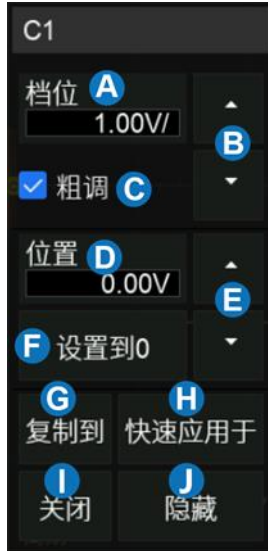 C1
档位 A
1.00V/
B
粗调 C
位置 D
0.00V
E
F 设置到0
G H
复制到 快速应用于
I J
关闭 隐藏